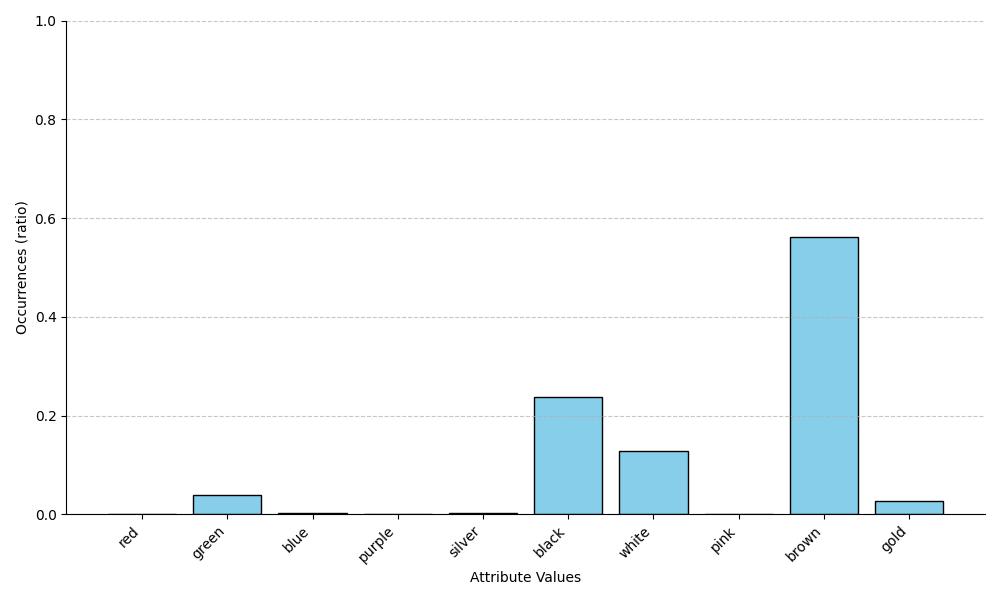 1.0
0.8
0.6
0.4
0.2
0.0
Occurrences (ratio)
red
green
blue
purple
silver
black
white
pink
brown
gold
Attribute Values